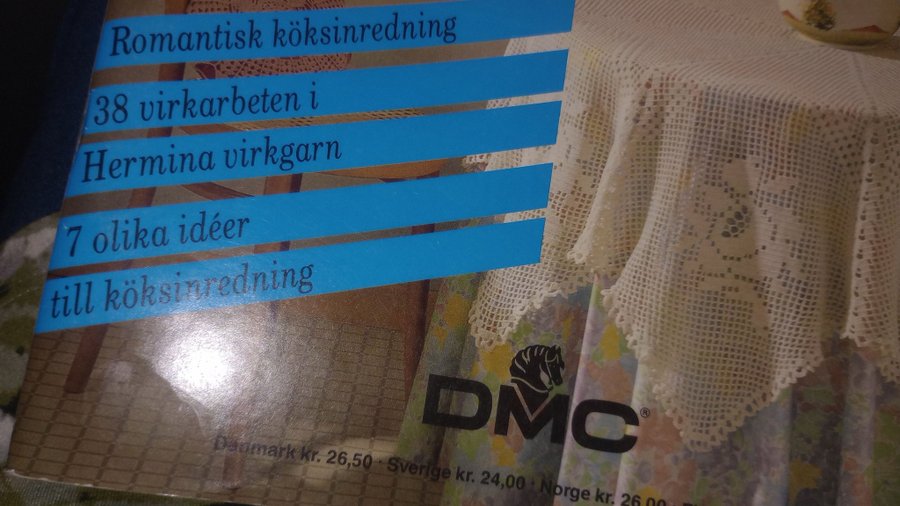 Romantisk köksinredning
38 virkarbeten i
Hermina virkgarn
7 olika idéer
till köksinredning
DMC®
Danmark kr. 26,50 · Sverige kr. 24,00 · Norge kr. 26,00 ·